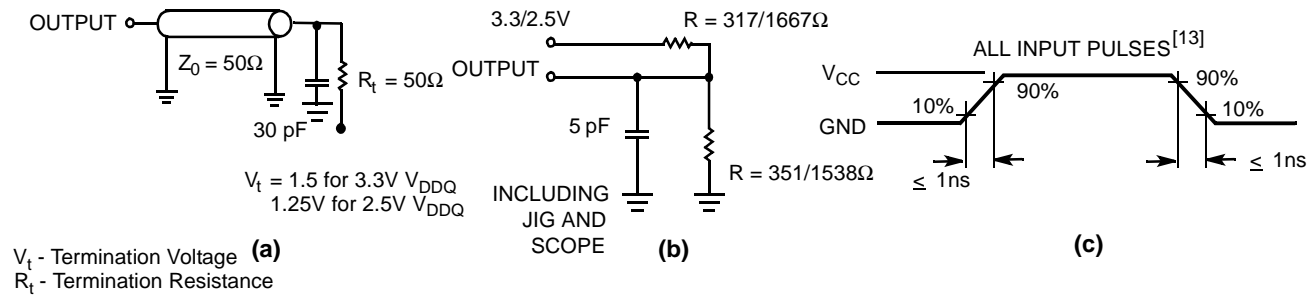 OUTPUT
Z0 = 50Ω
Rt = 50Ω
30 pF
Vt = 1.5 for 3.3V VDDQ
1.25V for 2.5V VDDQ
(a)
Vt - Termination Voltage
Rt - Termination Resistance
3.3/2.5V
R = 317/1667Ω
OUTPUT
5 pF
R = 351/1538Ω
INCLUDING
JIG AND
SCOPE
(b)
ALL INPUT PULSES[13]
VCC
90%
90%
10%
10%
GND
≤ 1ns
≤ 1ns
(c)